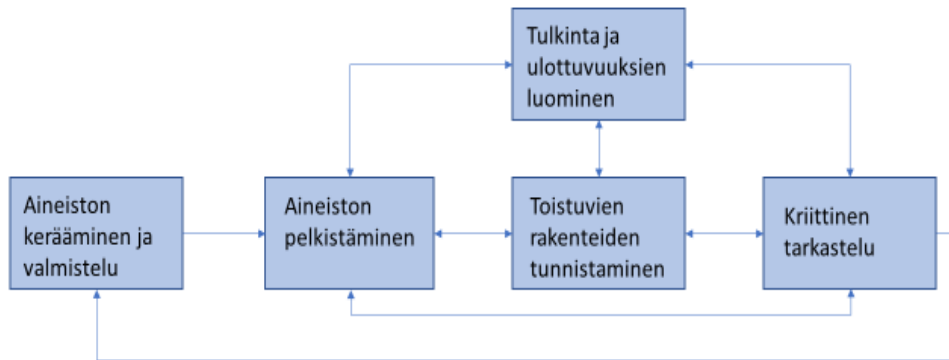 Tulkinta ja
ulottuvuuksien
luominen
Aineiston
kerääminen ja
valmistelu
Aineiston
pelkistäminen
Toistuvien
rakenteiden
tunnistaminen
Kriittinen
tarkastelu